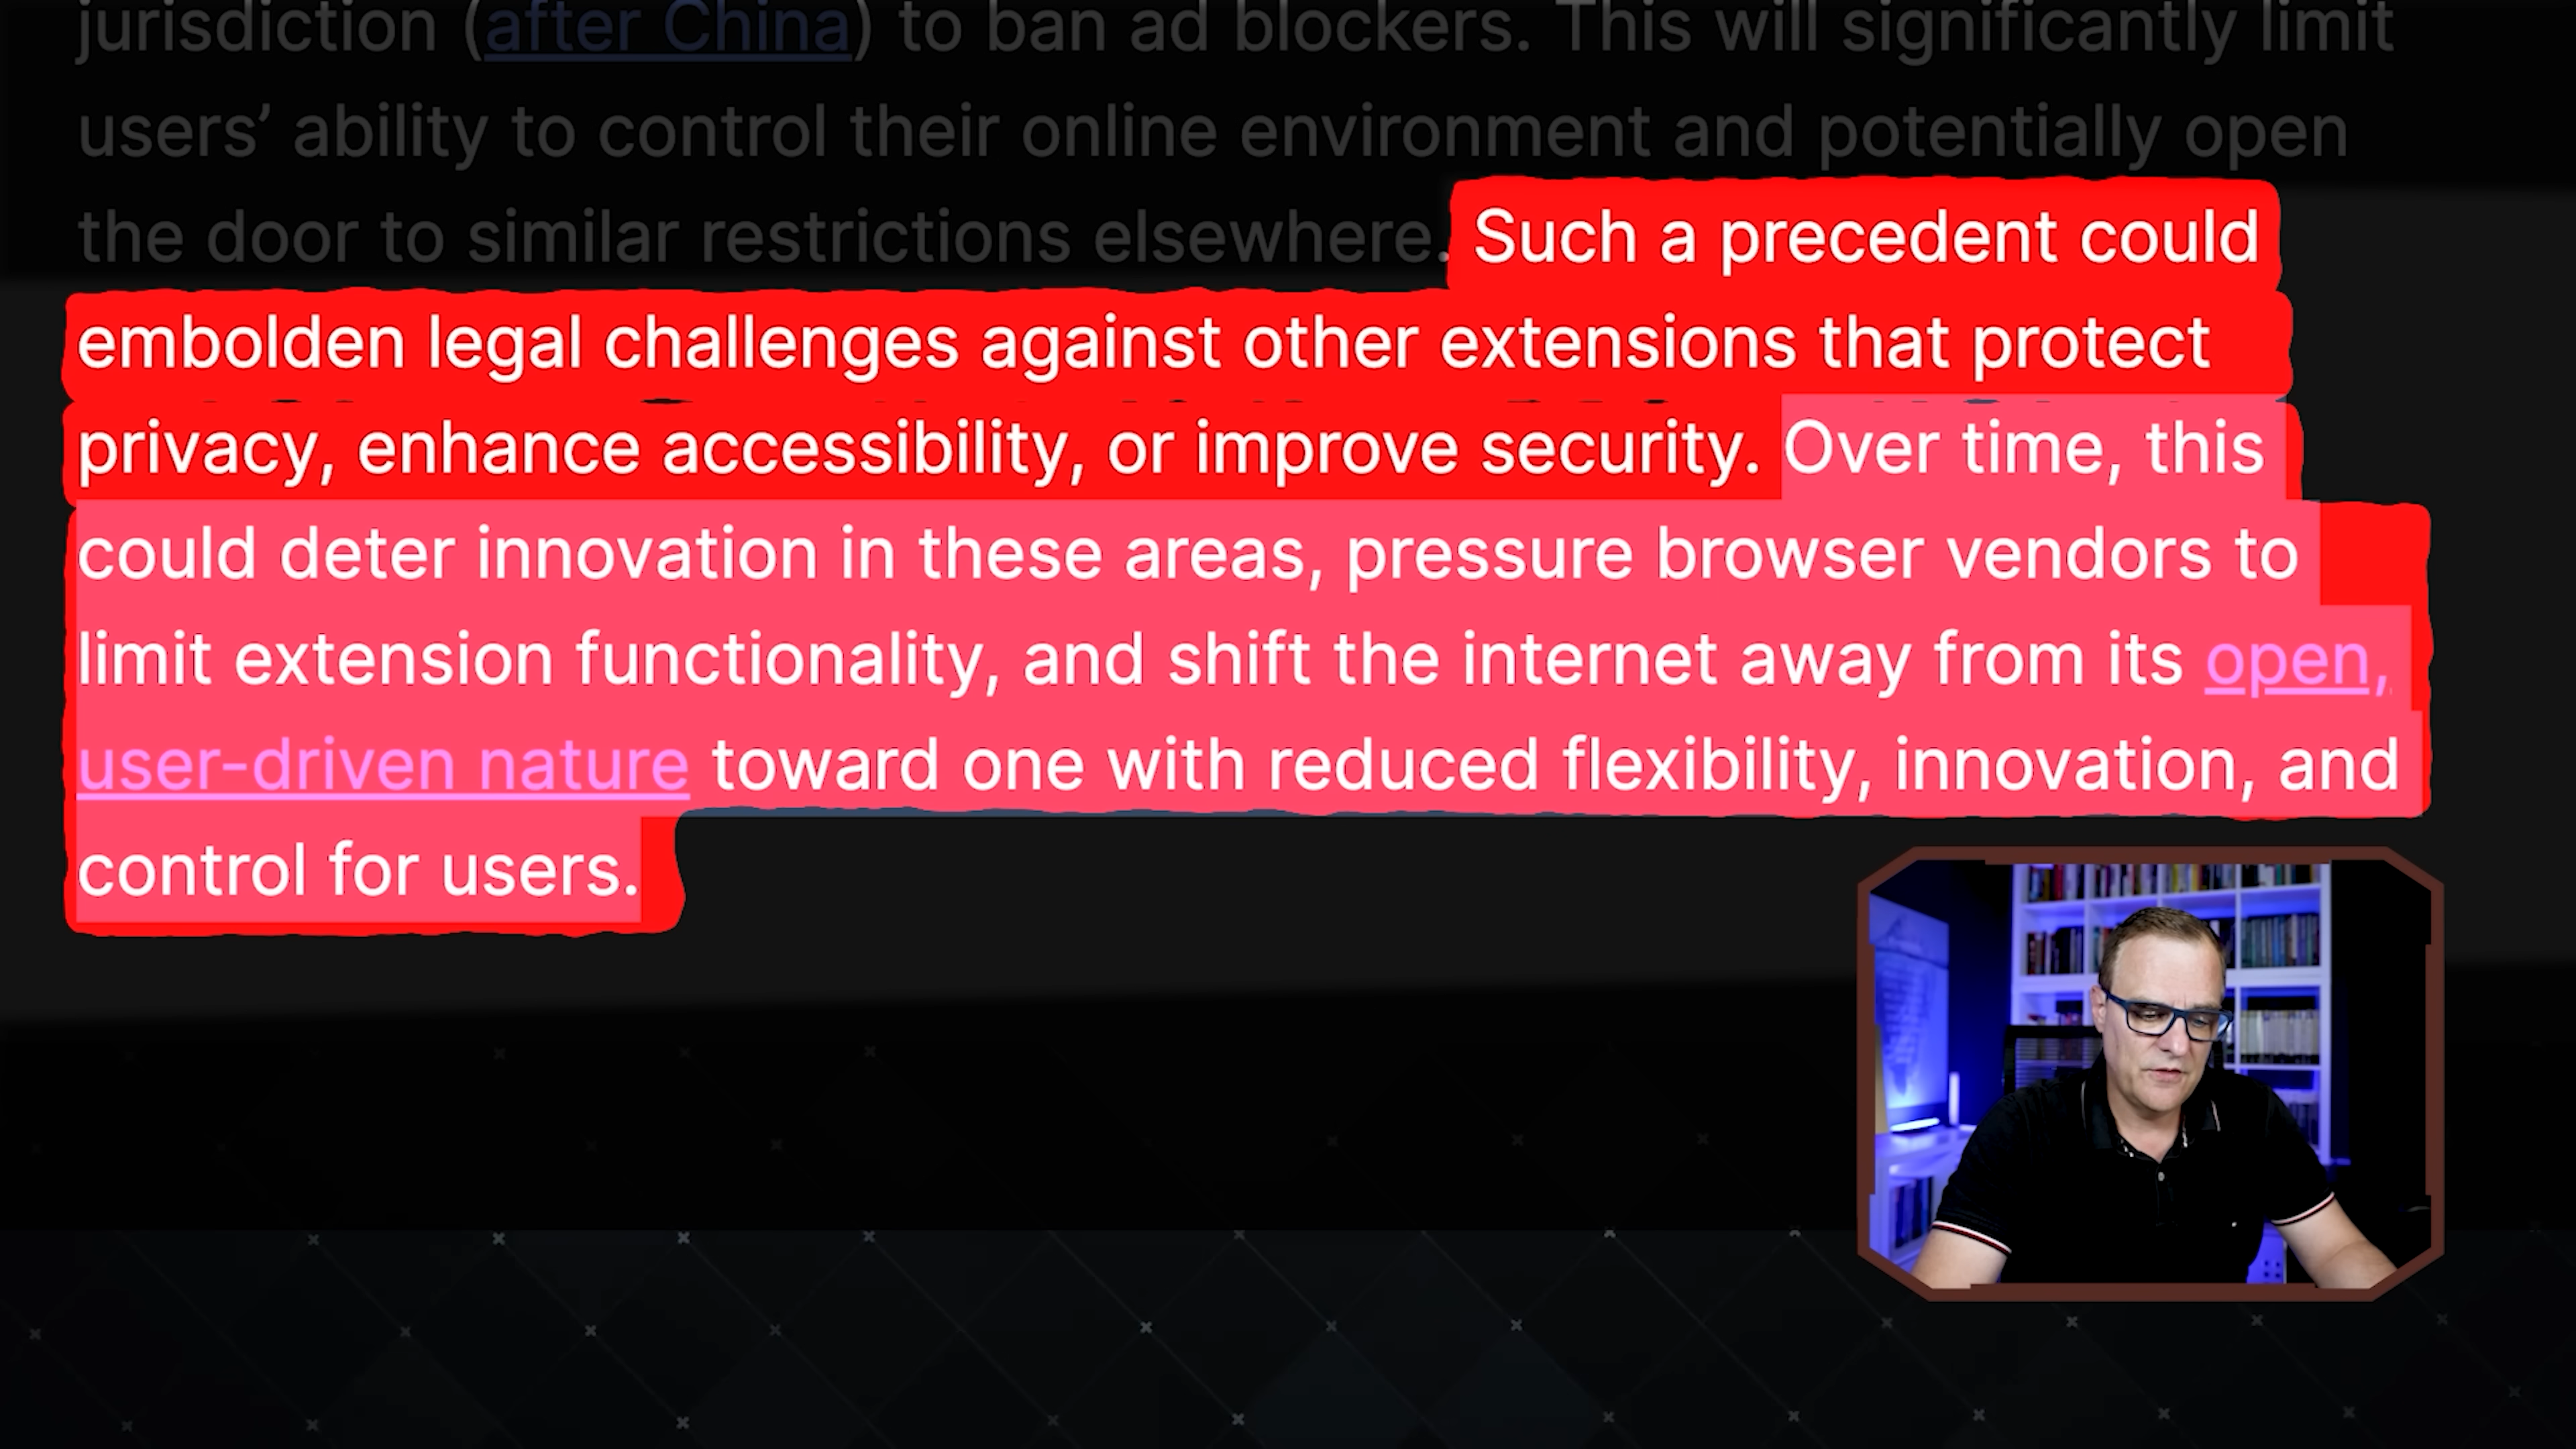 jurisdiction (after China) to ban ad blockers. This will significantly limit
users’ ability to control their online environment and potentially open
the door to similar restrictions elsewhere. Such a precedent could
embolden legal challenges against other extensions that protect
privacy, enhance accessibility, or improve security. Over time, this
could deter innovation in these areas, pressure browser vendors to
limit extension functionality, and shift the internet away from its open,
user-driven nature toward one with reduced flexibility, innovation, and
control for users.